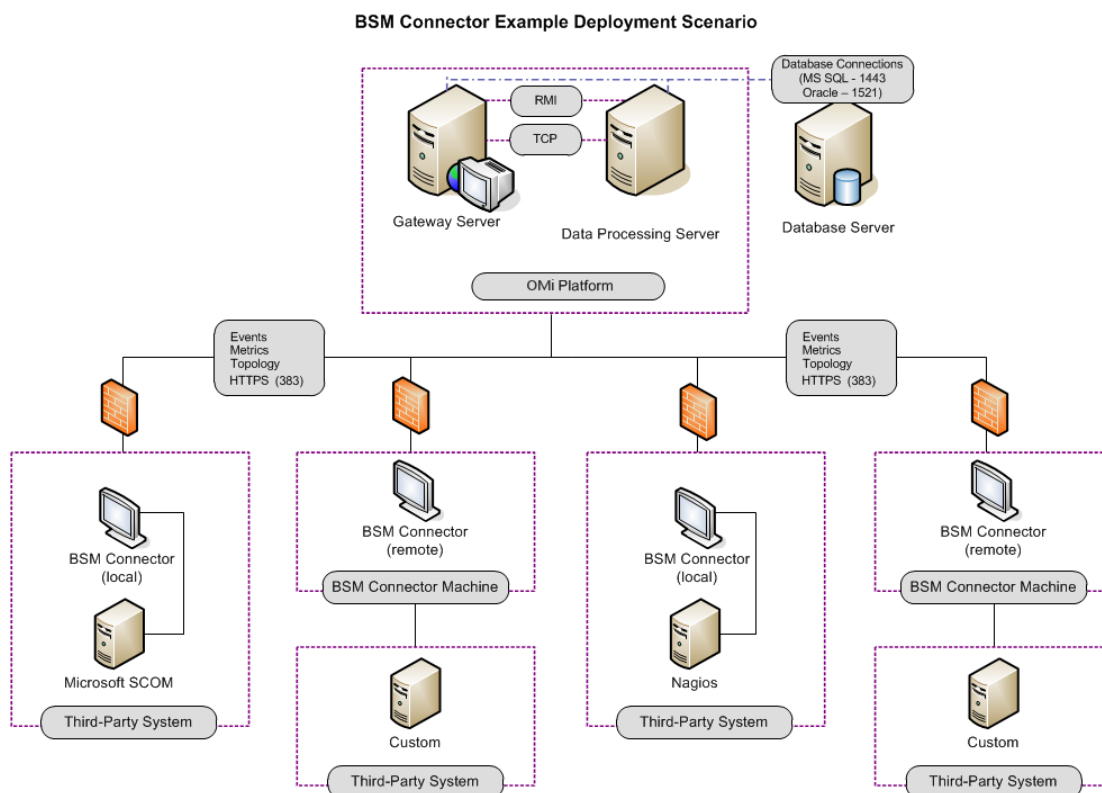 BSM Connector Example Deployment Scenario
Database Connections
(MS SQL - 1443
Oracle – 1521)
RMI
TCP
Gateway Server
Data Processing Server
Database Server
OMi Platform
Events
Metrics
Topology
HTTPS (383)
Events
Metrics
Topology
HTTPS (383)
BSM Connector
(local)
Microsoft SCOM
Third-Party System
BSM Connector
(remote)
BSM Connector Machine
Custom
Third-Party System
BSM Connector
(local)
Nagios
Third-Party System
BSM Connector
(remote)
BSM Connector Machine
Custom
Third-Party System